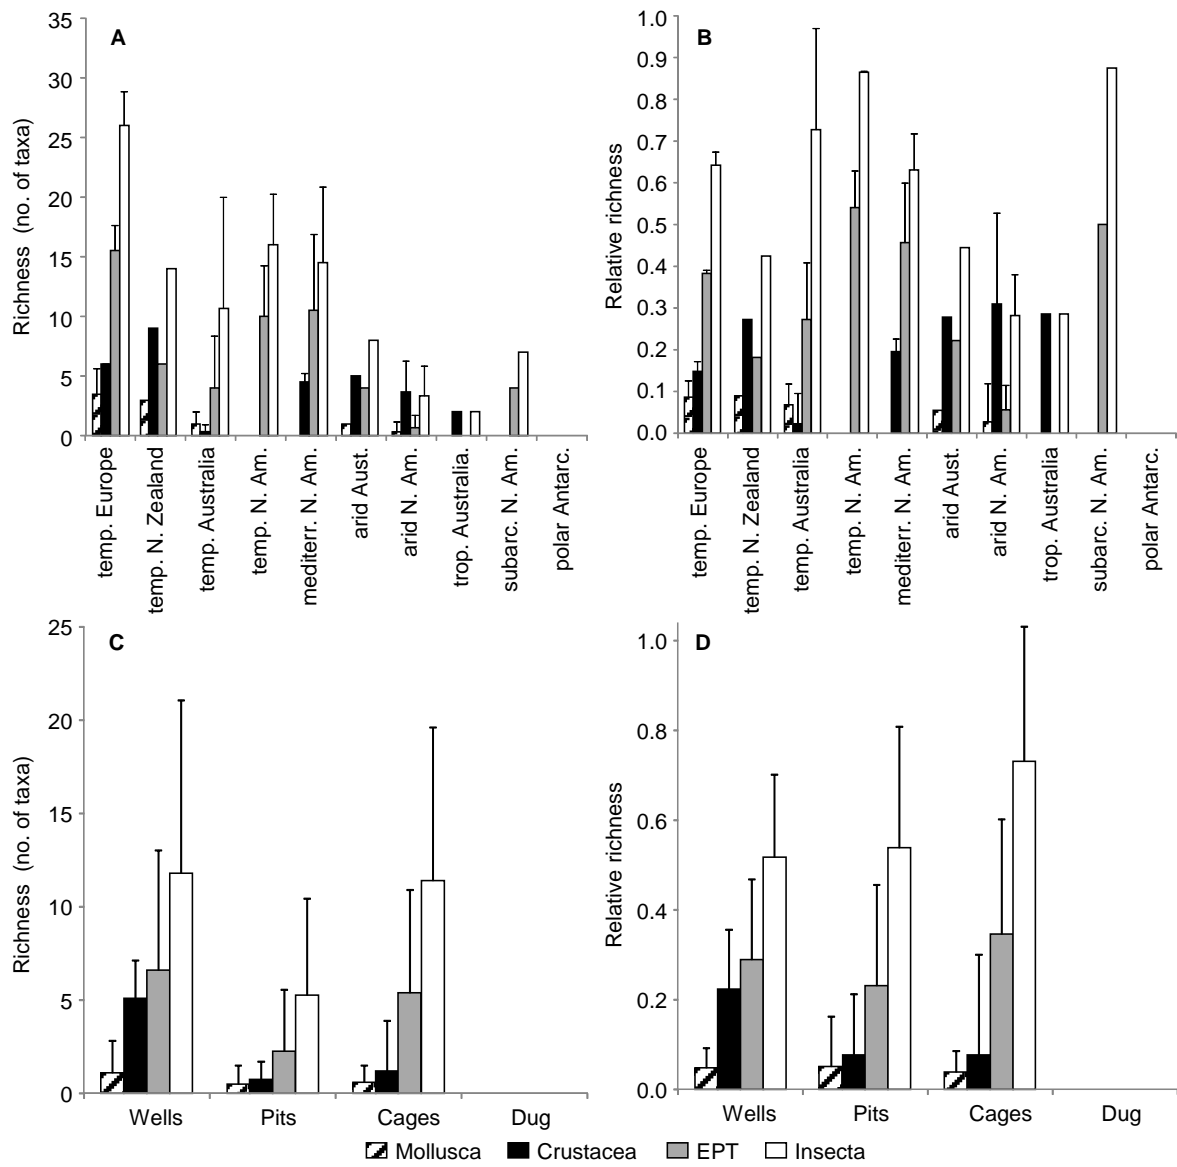 A
Richness (no. of taxa)
35
30
25
20
15
10
5
0
temp. Europe
temp. N. Zealand
temp. Australia
temp. N. Am.
mediterr. N. Am.
arid Aust.
arid N. Am.
trop. Australia.
subarc. N. Am.
polar Antarc.
B
Relative richness
1.0
0.9
0.8
0.7
0.6
0.5
0.4
0.3
0.2
0.1
0.0
temp. Europe
temp. N. Zealand
temp. Australia
temp. N. Am.
mediterr. N. Am.
arid Aust.
arid N. Am.
trop. Australia
subarc. N. Am.
polar Antarc.
C
Richness (no. of taxa)
25
20
15
10
5
0
Wells Pits Cages Dug
D
Relative richness
1.0
0.8
0.6
0.4
0.2
0.0
Wells Pits Cages Dug
Mollusca Crustacea EPT Insecta